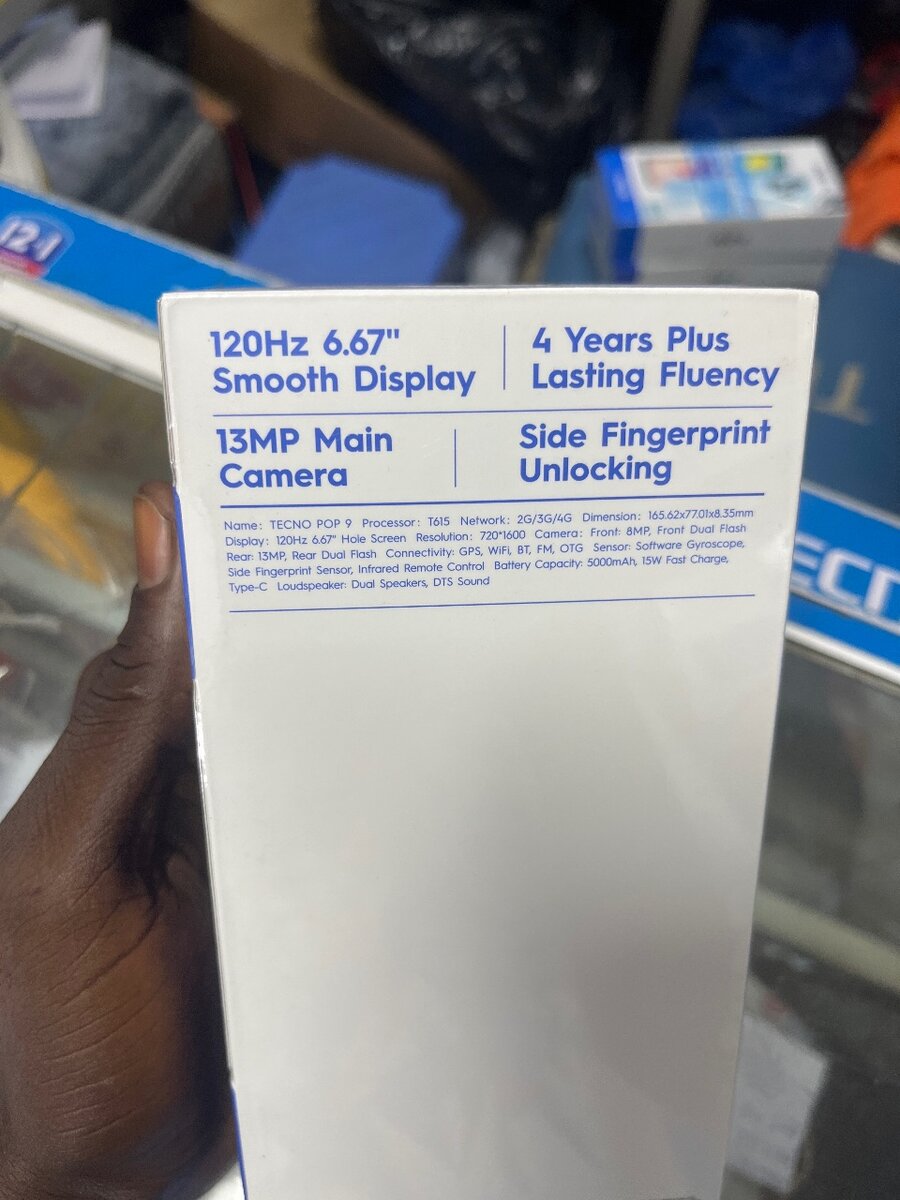 12-1
120Hz 6.67"
Smooth Display
4 Years Plus
Lasting Fluency
13MP Main
Camera
Side Fingerprint
Unlocking
Name: TECNO POP 9 Processor: T615 Network: 2G/3G/4G Dimension: 165.62x77.01x8.35mm
Display: 120Hz 6.67" Hole Screen Resolution: 720*1600 Camera: Front: 8MP, Front Dual Flash
Rear: 13MP, Rear Dual Flash Connectivity: GPS, WiFi, BT, FM, OTG Sensor: Software Gyroscope,
Side Fingerprint Sensor, Infrared Remote Control Battery Capacity: 5000mAh, 15W Fast Charge,
Type-C Loudspeaker: Dual Speakers, DTS Sound